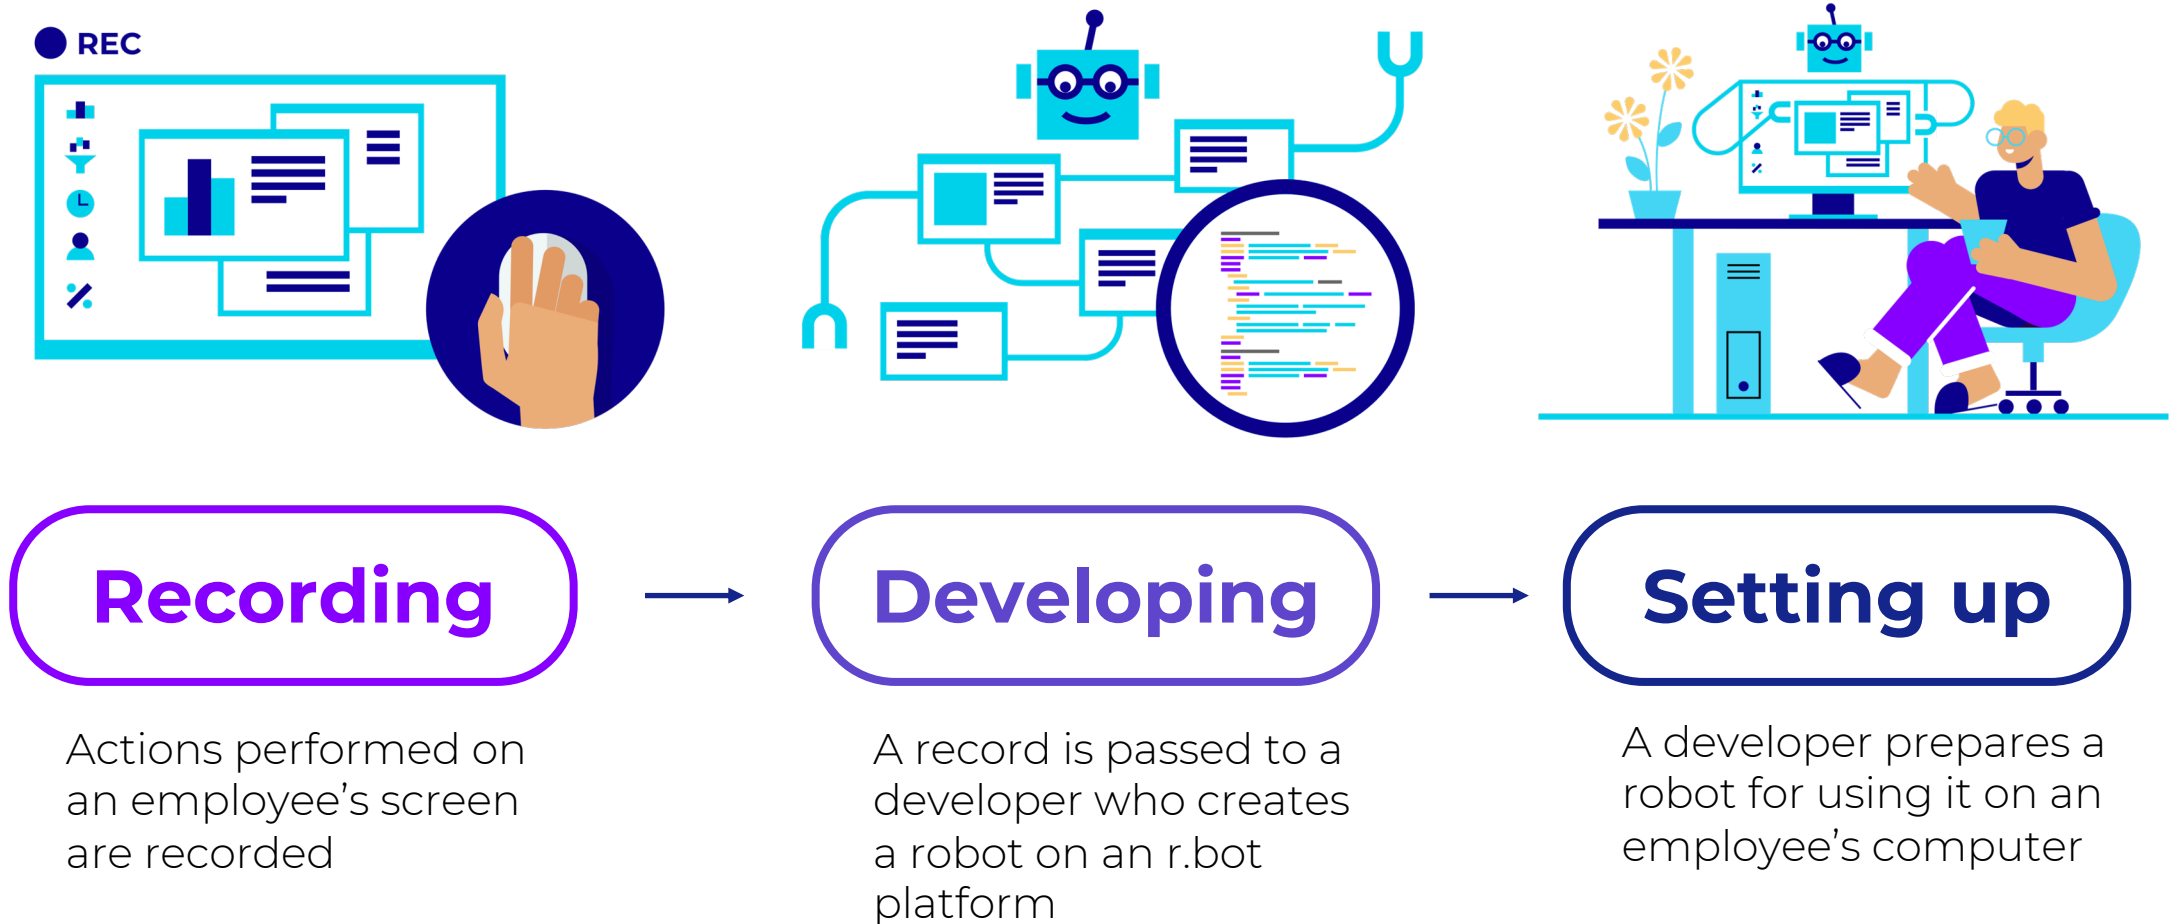 REC
Recording
Developing
Setting up
Actions performed on
an employee’s screen
are recorded
A record is passed to a
developer who creates
a robot on an r.bot
platform
A developer prepares a
robot for using it on an
employee’s computer